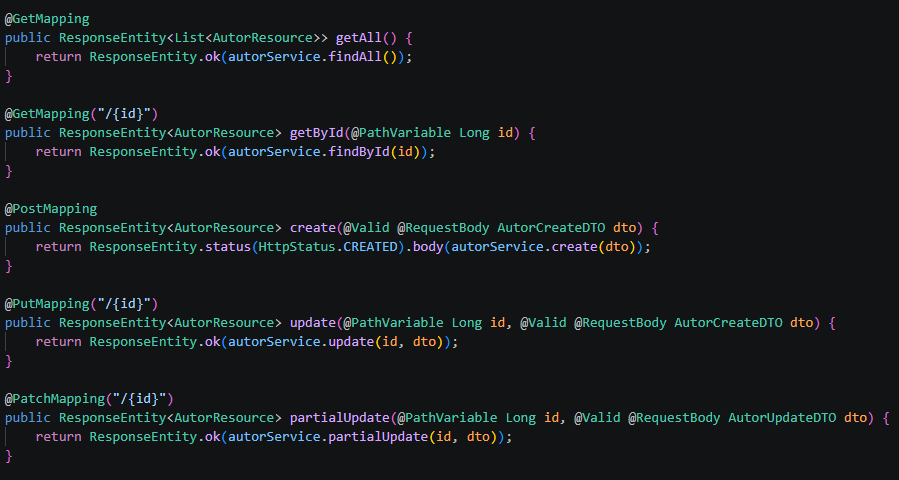 @GetMapping
public ResponseEntity<List<AutorResource>> getAll() {
    return ResponseEntity.ok(autorService.findAll());
}

@GetMapping("/{id}")
public ResponseEntity<AutorResource> getById(@PathVariable Long id) {
    return ResponseEntity.ok(autorService.findById(id));
}

@PostMapping
public ResponseEntity<AutorResource> create(@Valid @RequestBody AutorCreateDTO dto) {
    return ResponseEntity.status(HttpStatus.CREATED).body(autorService.create(dto));
}

@PutMapping("/{id}")
public ResponseEntity<AutorResource> update(@PathVariable Long id, @Valid @RequestBody AutorCreateDTO dto) {
    return ResponseEntity.ok(autorService.update(id, dto));
}

@PatchMapping("/{id}")
public ResponseEntity<AutorResource> partialUpdate(@PathVariable Long id, @Valid @RequestBody AutorUpdateDTO dto) {
    return ResponseEntity.ok(autorService.partialUpdate(id, dto));
}